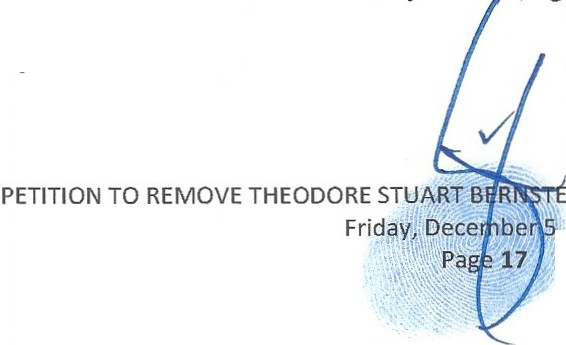 PETITION TO REMOVE THEODORE STUART BERNSTE
Friday, December 5
Page 17